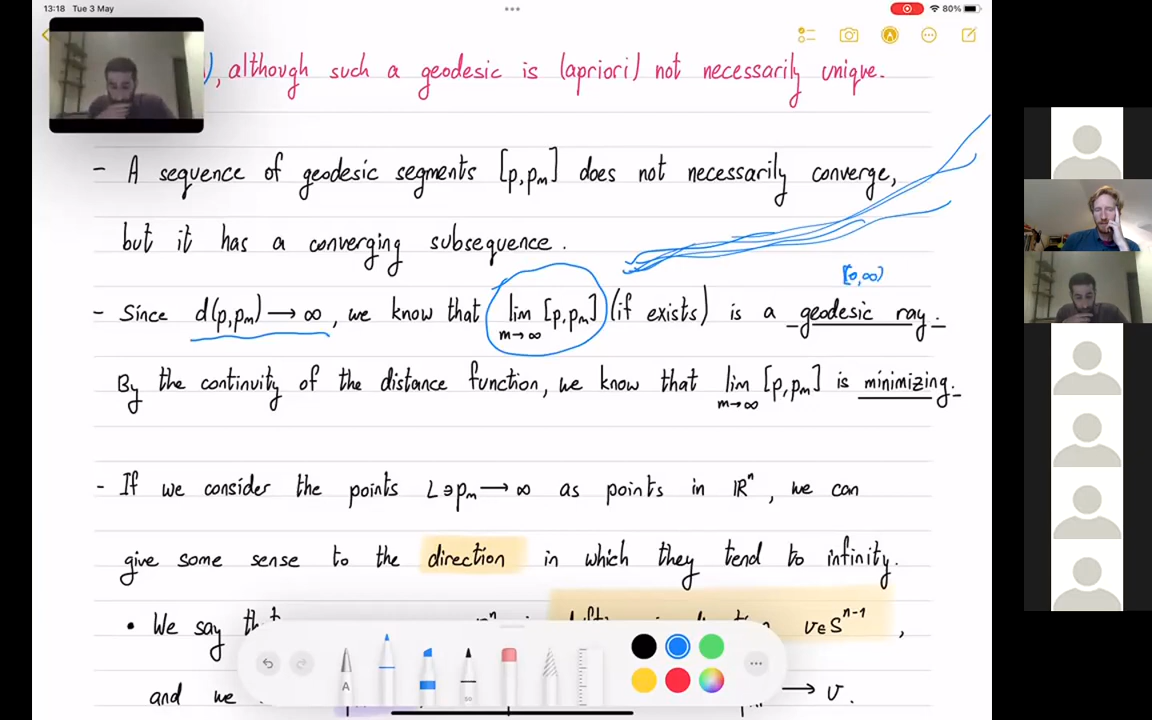 13:18 Tue 3 May
80%
), although such a geodesic is (apriori) not necessarily unique.
- A sequence of geodesic segments [p,pm] does not necessarily converge,
but it has a converging subsequence.
[0,∞)
- Since d(p,pm) → ∞, we know that lim m→∞ [p,pm] (if exists) is a geodesic ray.
By the continuity of the distance function, we know that lim m→∞ [p,pm] is minimizing.
- If we consider the points L∋pm → ∞ as points in ℝⁿ, we can
give some sense to the direction in which they tend to infinity.
• We say v∈Sⁿ⁻¹,
and we → v.
A
50